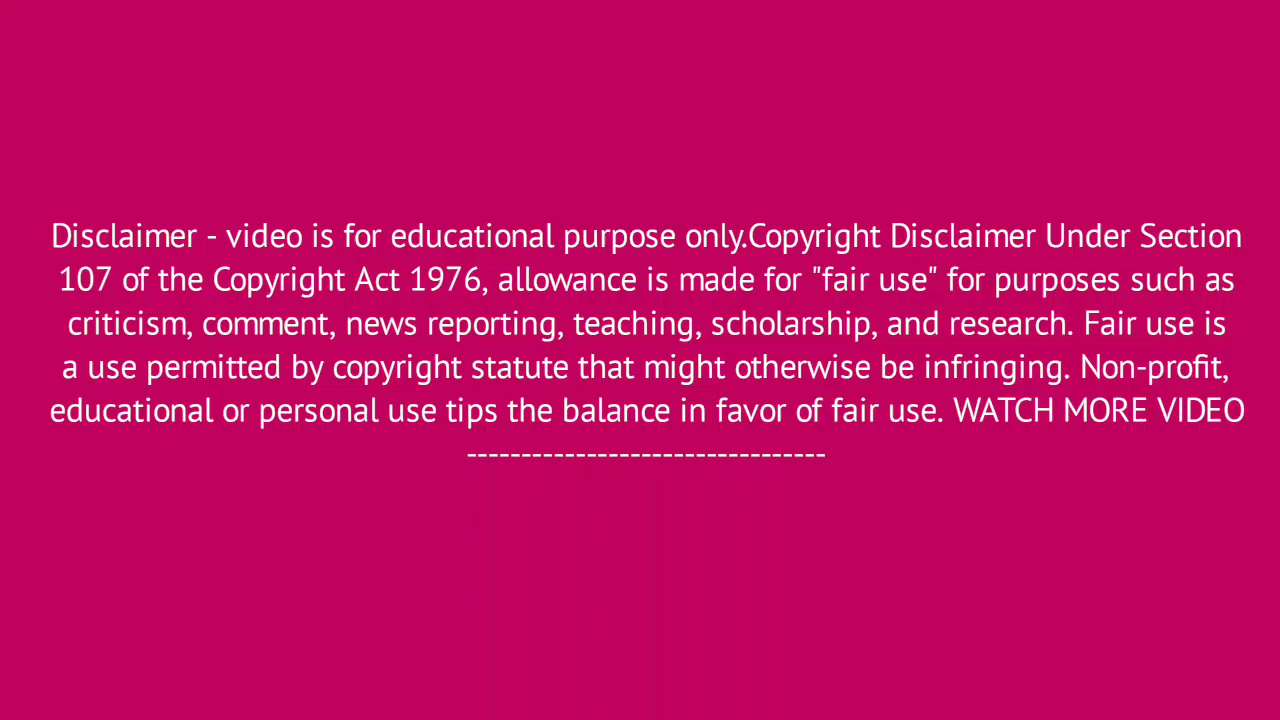 Disclaimer - video is for educational purpose only.Copyright Disclaimer Under Section
107 of the Copyright Act 1976, allowance is made for "fair use" for purposes such as
criticism, comment, news reporting, teaching, scholarship, and research. Fair use is
a use permitted by copyright statute that might otherwise be infringing. Non-profit,
educational or personal use tips the balance in favor of fair use. WATCH MORE VIDEO
---------------------------------